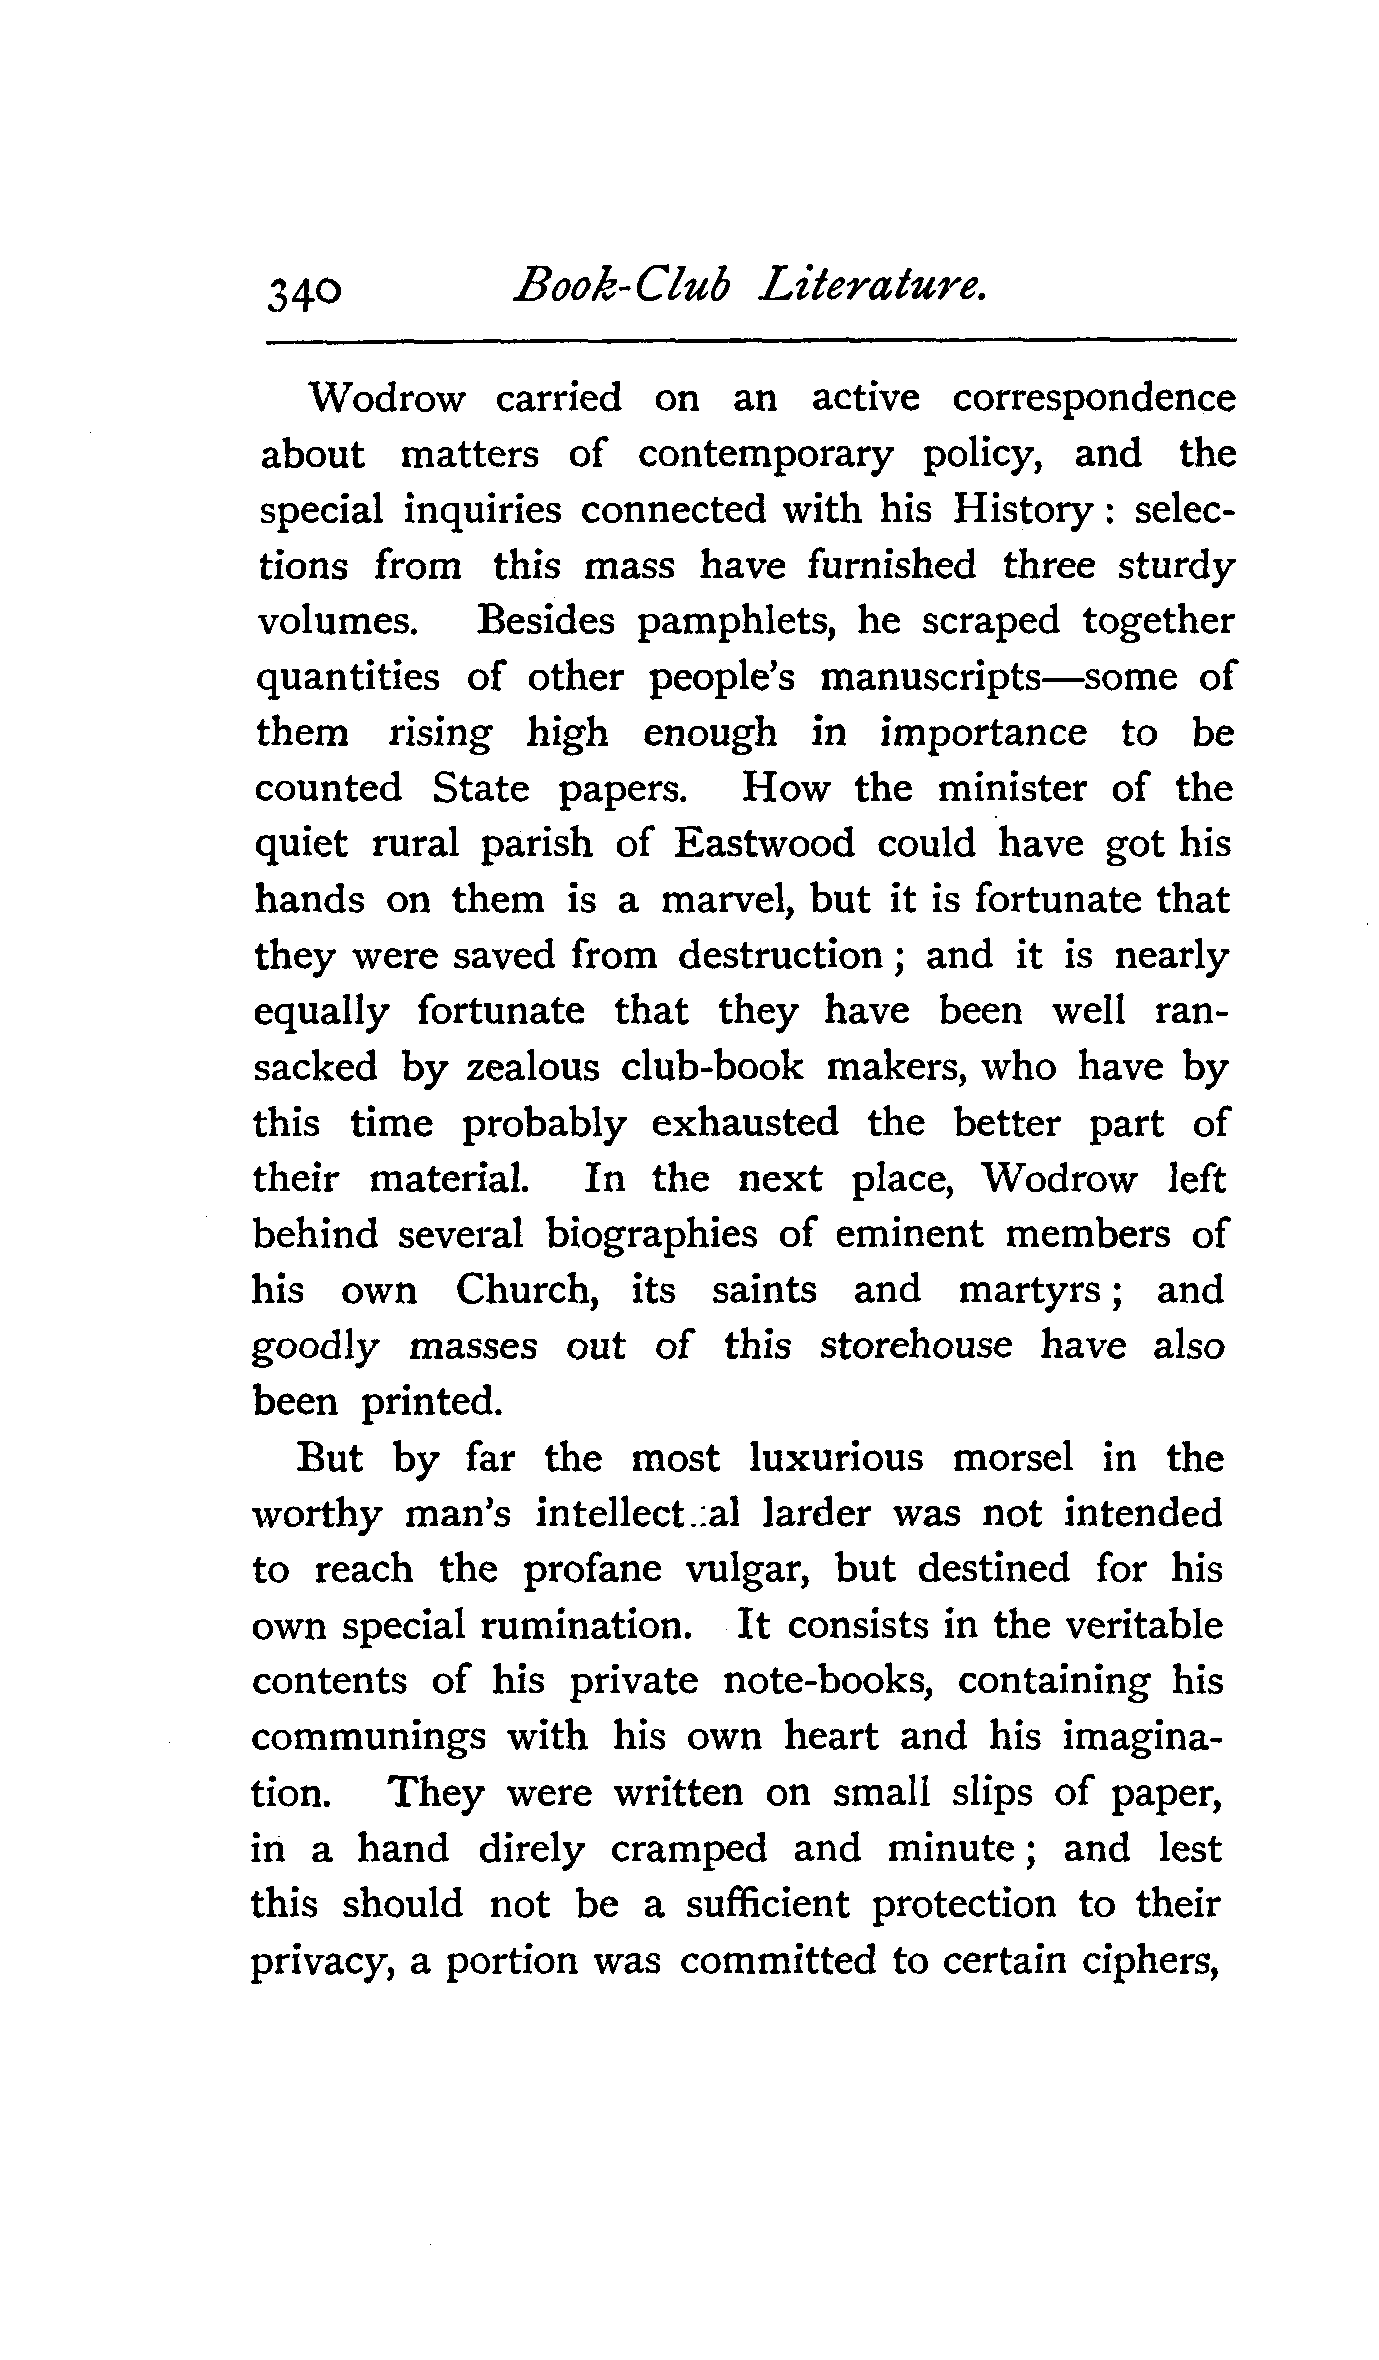 340 Book-Club Literature.
Wodrow carried on an active correspondence
about matters of contemporary policy, and the
special inquiries connected with his History : selec-
tions from this mass have furnished three sturdy
volumes. Besides pamphlets, he scraped together
quantities of other people's manuscripts—some of
them rising high enough in importance to be
counted State papers. How the minister of the
quiet rural parish of Eastwood could have got his
hands on them is a marvel, but it is fortunate that
they were saved from destruction ; and it is nearly
equally fortunate that they have been well ran-
sacked by zealous club-book makers, who have by
this time probably exhausted the better part of
their material. In the next place, Wodrow left
behind several biographies of eminent members of
his own Church, its saints and martyrs ; and
goodly masses out of this storehouse have also
been printed.
But by far the most luxurious morsel in the
worthy man's intellectual larder was not intended
to reach the profane vulgar, but destined for his
own special rumination. It consists in the veritable
contents of his private note-books, containing his
communings with his own heart and his imagina-
tion. They were written on small slips of paper,
in a hand direly cramped and minute ; and lest
this should not be a sufficient protection to their
privacy, a portion was committed to certain ciphers,